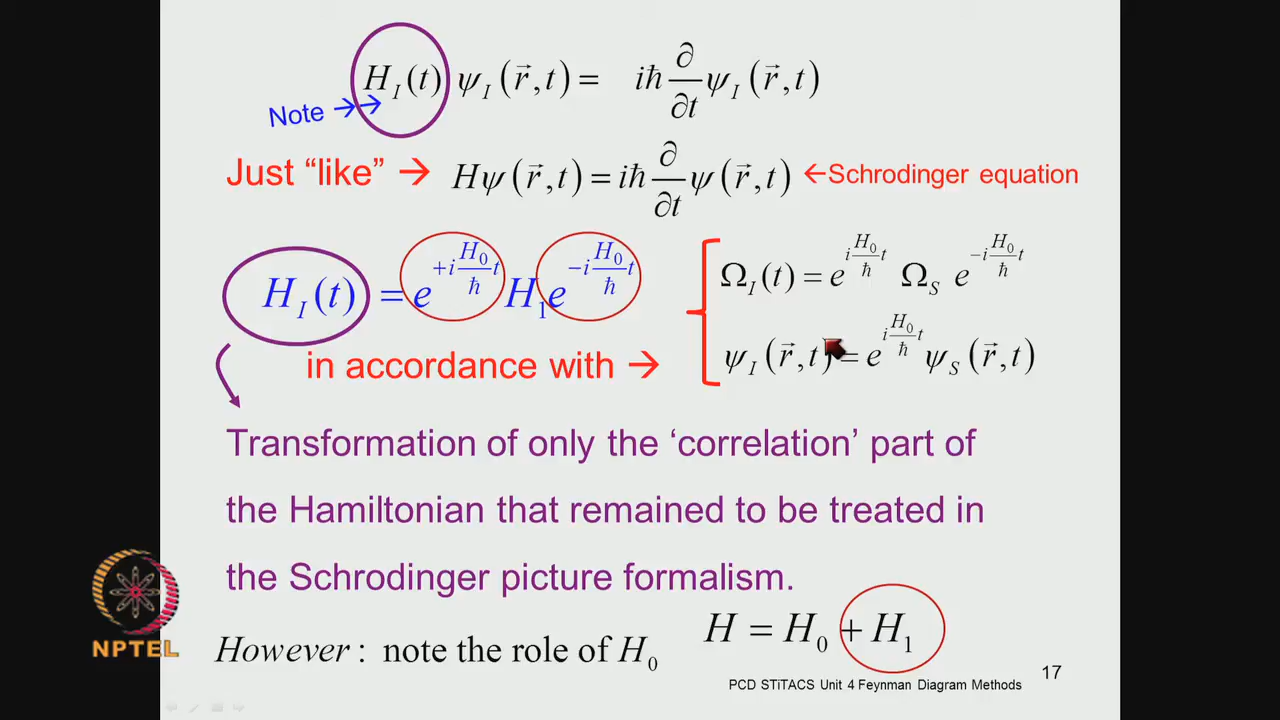 H_I(t) ψ_I(r⃗,t) = iħ ∂/∂t ψ_I(r⃗,t)
Note →→
Just “like” → Hψ(r⃗,t) = iħ ∂/∂t ψ(r⃗,t) ←Schrodinger equation
H_I(t) = e^{+i(H_0/ħ)t} H_1 e^{-i(H_0/ħ)t}
Ω_I(t) = e^{i(H_0/ħ)t} Ω_S e^{-i(H_0/ħ)t}
in accordance with →
ψ_I(r⃗,t) = e^{i(H_0/ħ)t} ψ_S(r⃗,t)
Transformation of only the ‘correlation’ part of
the Hamiltonian that remained to be treated in
the Schrodinger picture formalism.
However : note the role of H_0
H = H_0 + H_1
NPTEL
PCD STiTACS Unit 4 Feynman Diagram Methods
17